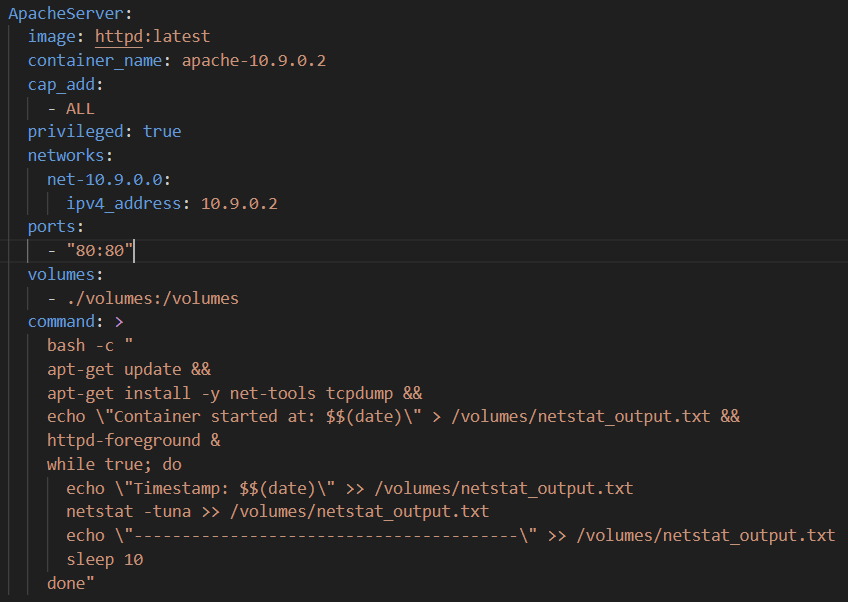 ApacheServer:
image: httpd:latest
container_name: apache-10.9.0.2
cap_add:
- ALL
privileged: true
networks:
net-10.9.0.0:
ipv4_address: 10.9.0.2
ports:
- "80:80"
volumes:
- ./volumes:/volumes
command: >
bash -c "
apt-get update &&
apt-get install -y net-tools tcpdump &&
echo \"Container started at: $$(date)\" > /volumes/netstat_output.txt &&
httpd-foreground &
while true; do
echo \"Timestamp: $$(date)\" >> /volumes/netstat_output.txt
netstat -tuna >> /volumes/netstat_output.txt
echo \"----------------------------------------\" >> /volumes/netstat_output.txt
sleep 10
done"